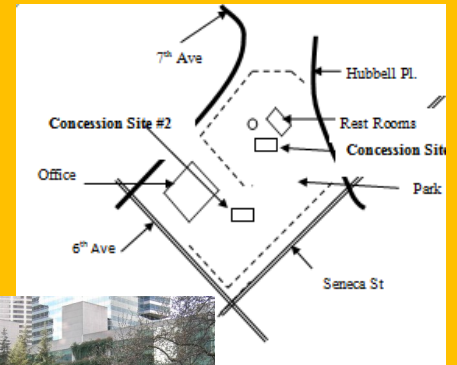 7th Ave
Hubbell Pl.
Concession Site #2
Rest Rooms
Concession Site
Office
Park
6th Ave
Seneca St